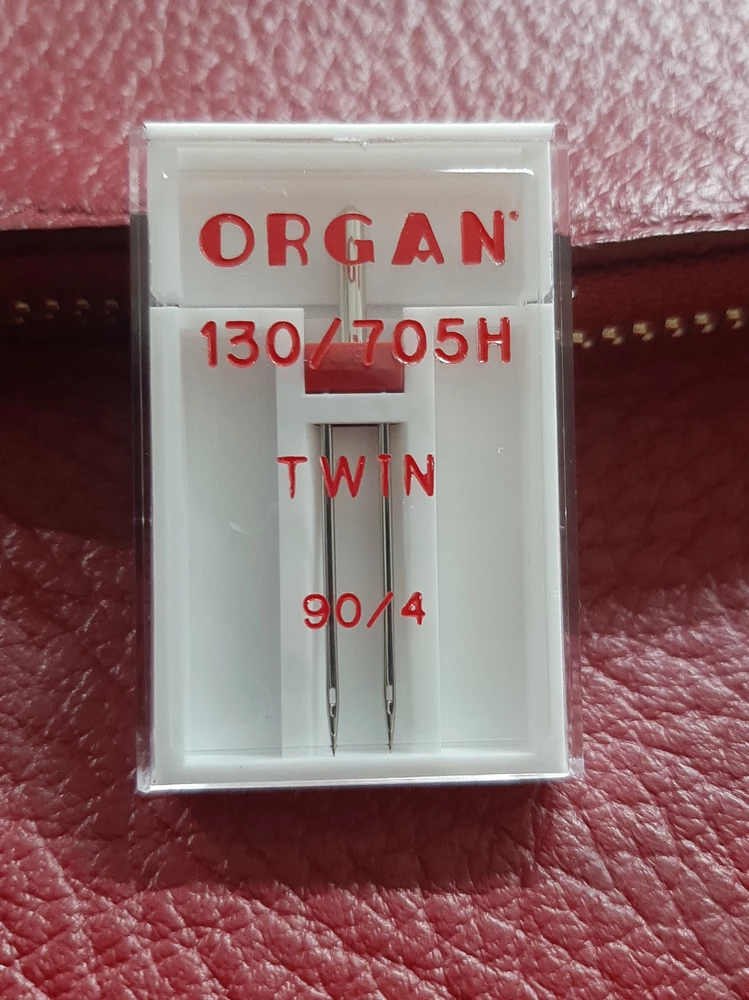 ORGAN
130/705H
TWIN
90/4